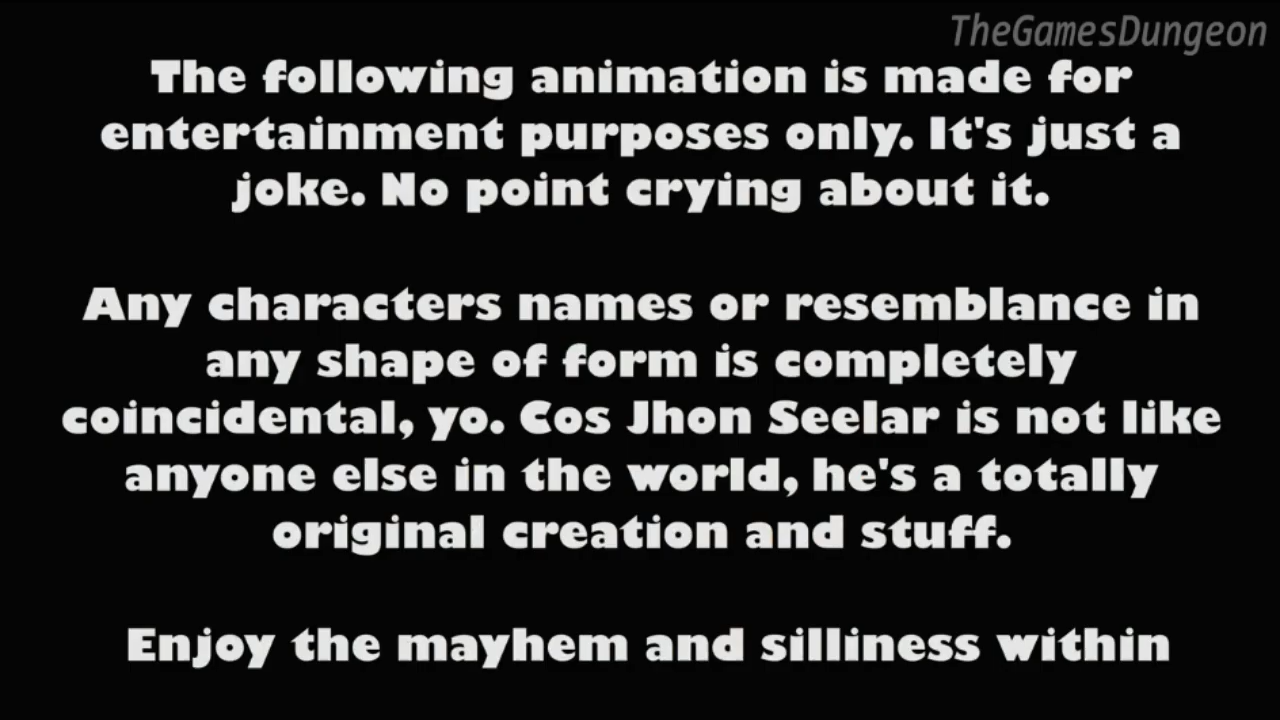 TheGamesDungeon
The following animation is made for
entertainment purposes only. It's just a
joke. No point crying about it.
Any characters names or resemblance in
any shape of form is completely
coincidental, yo. Cos Jhon Seelar is not like
anyone else in the world, he's a totally
original creation and stuff.
Enjoy the mayhem and silliness within